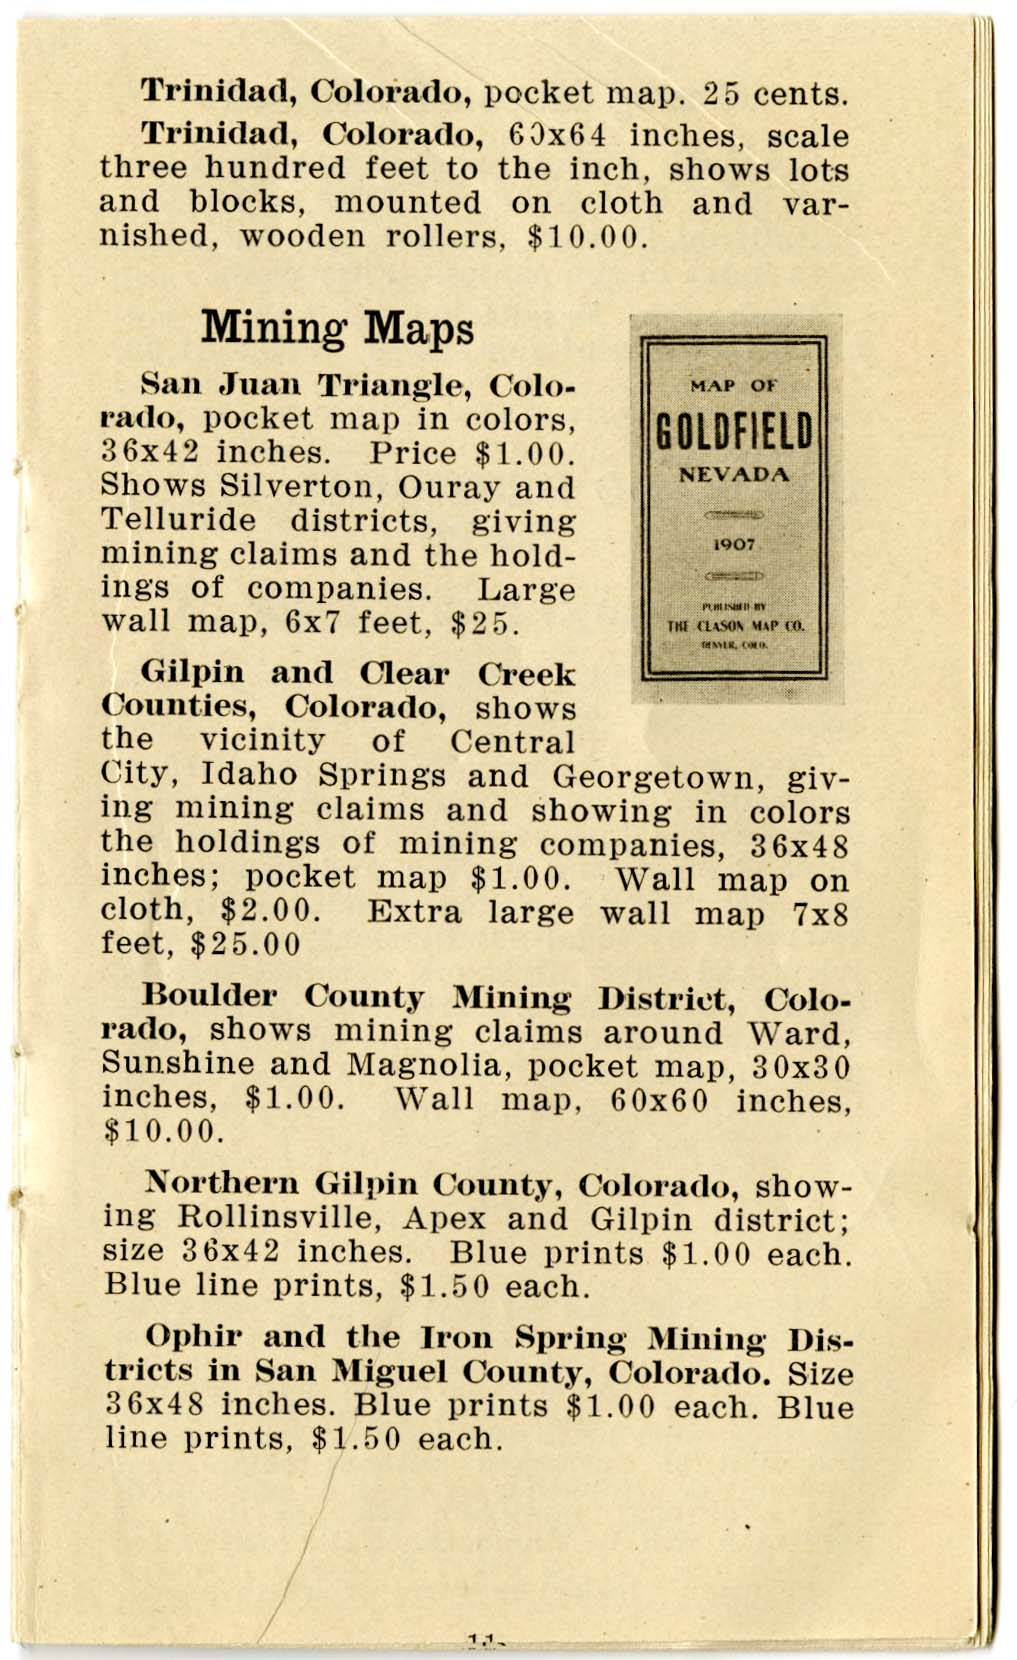 Trinidad, Colorado, pocket map. 25 cents.
Trinidad, Colorado, 60x64 inches, scale
three hundred feet to the inch, shows lots
and blocks, mounted on cloth and var-
nished, wooden rollers, $10.00.
Mining Maps
San Juan Triangle, Colo-
rado, pocket map in colors,
36x42 inches. Price $1.00.
Shows Silverton, Ouray and
Telluride districts, giving
mining claims and the hold-
ings of companies. Large
wall map, 6x7 feet, $25.
MAP OF
GOLDFIELD
NEVADA
1907
PUBLISHED BY
THE CLASON MAP CO.
DENVER, COLO.
Gilpin and Clear Creek
Counties, Colorado, shows
the vicinity of Central
City, Idaho Springs and Georgetown, giv-
ing mining claims and showing in colors
the holdings of mining companies, 36x48
inches; pocket map $1.00. Wall map on
cloth, $2.00. Extra large wall map 7x8
feet, $25.00
Boulder County Mining District, Colo-
rado, shows mining claims around Ward,
Sunshine and Magnolia, pocket map, 30x30
inches, $1.00. Wall map, 60x60 inches,
$10.00.
Northern Gilpin County, Colorado, show-
ing Rollinsville, Apex and Gilpin district;
size 36x42 inches. Blue prints $1.00 each.
Blue line prints, $1.50 each.
Ophir and the Iron Spring Mining Dis-
tricts in San Miguel County, Colorado. Size
36x48 inches. Blue prints $1.00 each. Blue
line prints, $1.50 each.